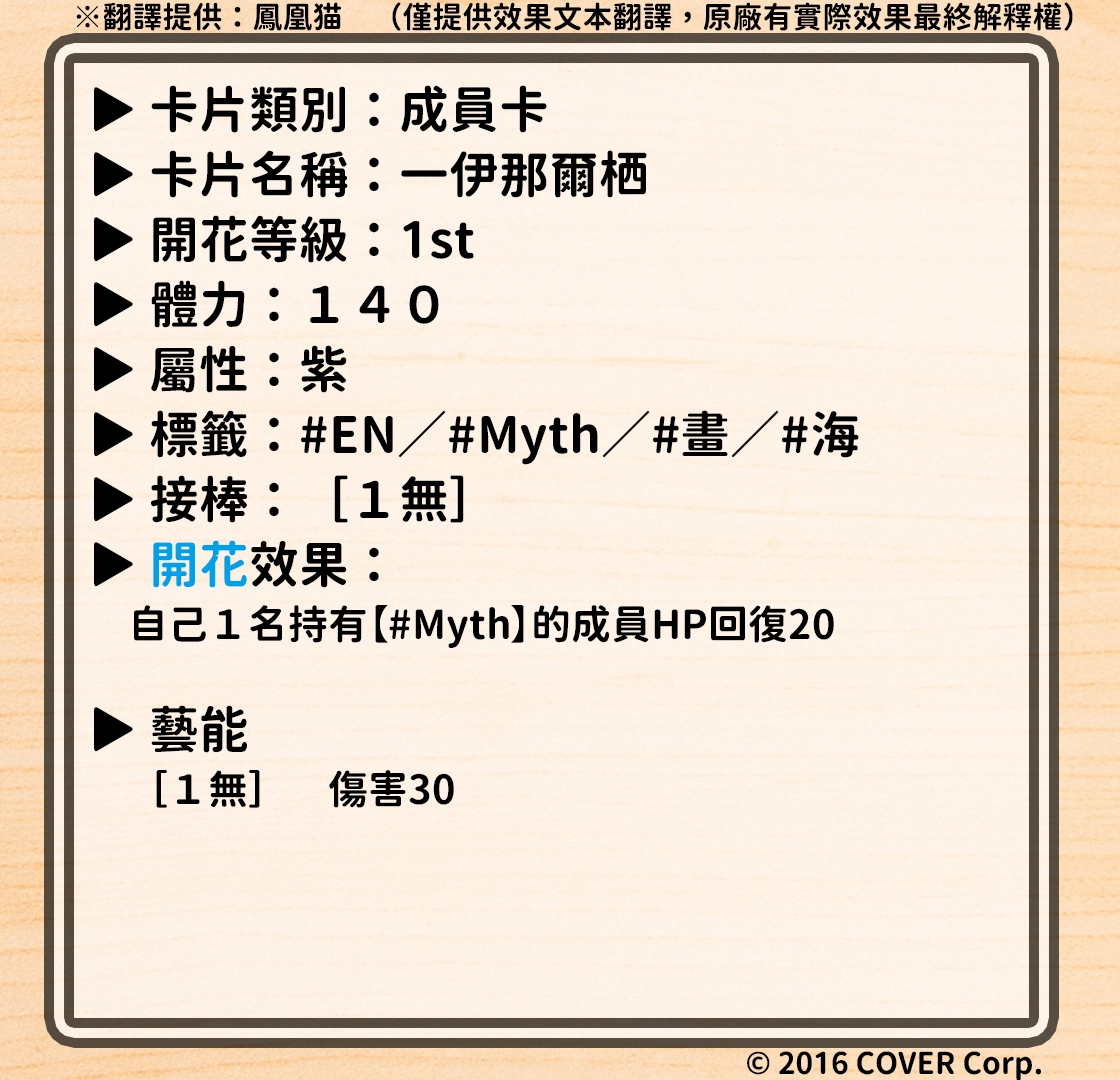 ※翻譯提供：鳳凰猫　（僅提供效果文本翻譯，原廠有實際效果最終解釋權）
▶ 卡片類別：成員卡
▶ 卡片名稱：一伊那爾栖
▶ 開花等級：1st
▶ 體力：１４０
▶ 屬性：紫
▶ 標籤：#EN／#Myth／#畫／#海
▶ 接棒：［１無］
▶ 開花效果：
自己１名持有【#Myth】的成員HP回復20
▶ 藝能
［１無］　傷害30
© 2016 COVER Corp.